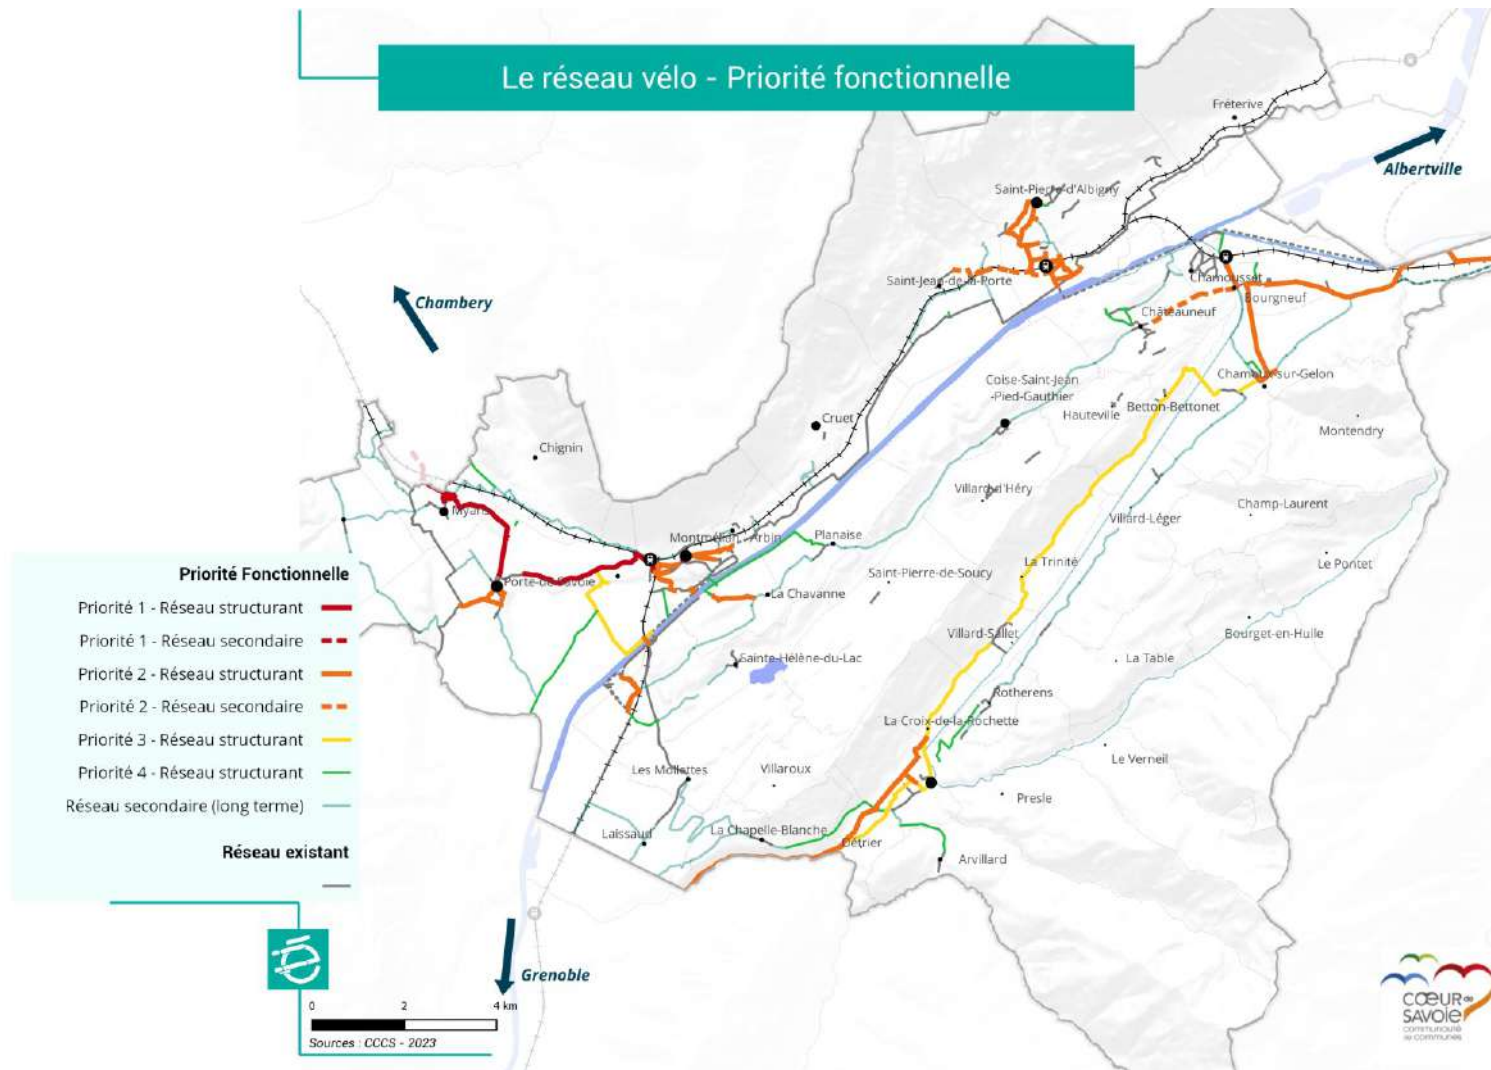 Le réseau vélo - Priorité fonctionnelle
Fréterive
Albertville
Saint-Pierre-d'Albigny
Saint-Jean-de-la-Porte
Chamousset
Bourgneuf
Chambery
Châteauneuf
Coise-Saint-Jean
-Pied-Gauthier
Chamoux-sur-Gelon
Hauteville
Betton-Bettonet
Cruet
Montendry
Chignin
Villard-d'Héry
Champ-Laurent
Myans
Villard-Léger
Montmélian
Arbin
Planaise
La Trinité
Le Pontet
Porte-de-Savoie
Saint-Pierre-de-Soucy
La Chavanne
Villard-Sallet
Bourget-en-Huile
Sainte-Hélène-du-Lac
La Table
Rotherens
La Croix-de-la-Rochette
Le Verneil
Les Mollettes
Villaroux
Presle
Laissaud
La Chapelle-Blanche
Détrier
Arvillard
Priorité Fonctionnelle
Priorité 1 - Réseau structurant
Priorité 1 - Réseau secondaire
Priorité 2 - Réseau structurant
Priorité 2 - Réseau secondaire
Priorité 3 - Réseau structurant
Priorité 4 - Réseau structurant
Réseau secondaire (long terme)
Réseau existant
Grenoble
0 2 4 km
Sources : CCCS - 2023
CŒUR de
SAVOIE
communauté
de communes